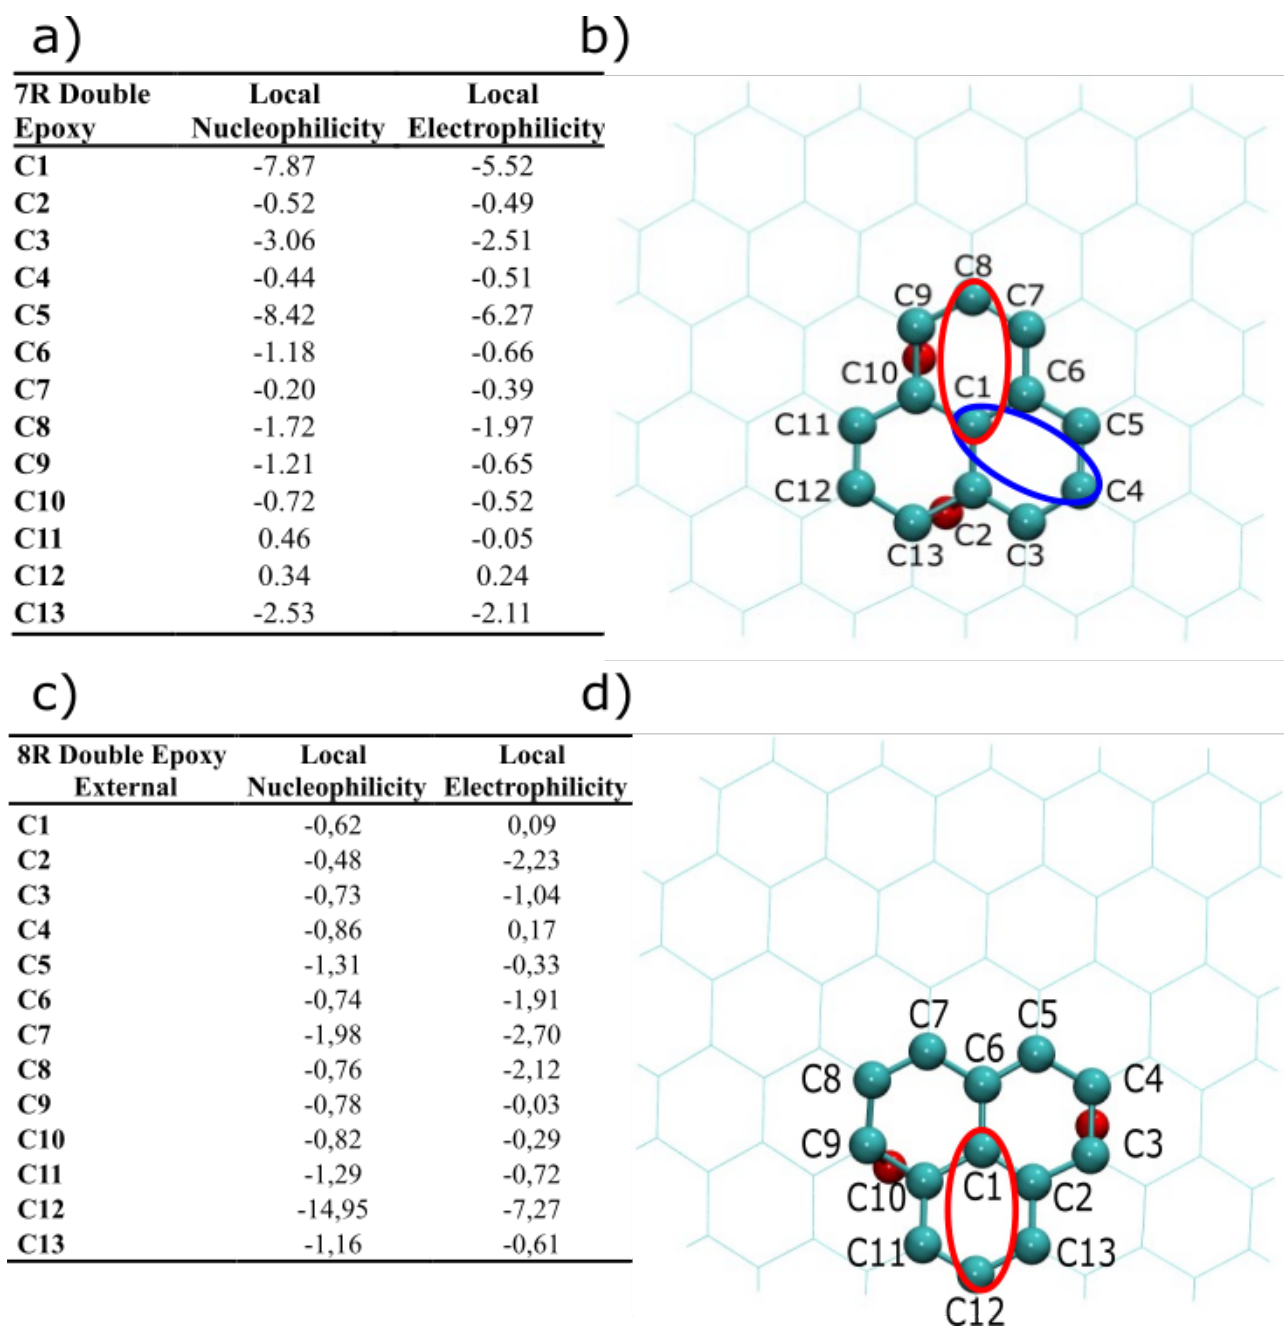 a)
7R Double Local Local
Epoxy Nucleophilicity Electrophilicity
C1 -7.87 -5.52
C2 -0.52 -0.49
C3 -3.06 -2.51
C4 -0.44 -0.51
C5 -8.42 -6.27
C6 -1.18 -0.66
C7 -0.20 -0.39
C8 -1.72 -1.97
C9 -1.21 -0.65
C10 -0.72 -0.52
C11 0.46 -0.05
C12 0.34 0.24
C13 -2.53 -2.11
b)
C8
C9 C7
C10 C1 C6
C11 C5
C12 C4
C13 C2 C3
c)
8R Double Epoxy Local Local
External Nucleophilicity Electrophilicity
C1 -0,62 0,09
C2 -0,48 -2,23
C3 -0,73 -1,04
C4 -0,86 0,17
C5 -1,31 -0,33
C6 -0,74 -1,91
C7 -1,98 -2,70
C8 -0,76 -2,12
C9 -0,78 -0,03
C10 -0,82 -0,29
C11 -1,29 -0,72
C12 -14,95 -7,27
C13 -1,16 -0,61
d)
C7 C5
C6
C8 C4
C9 C3
C10 C1 C2
C11 C13
C12